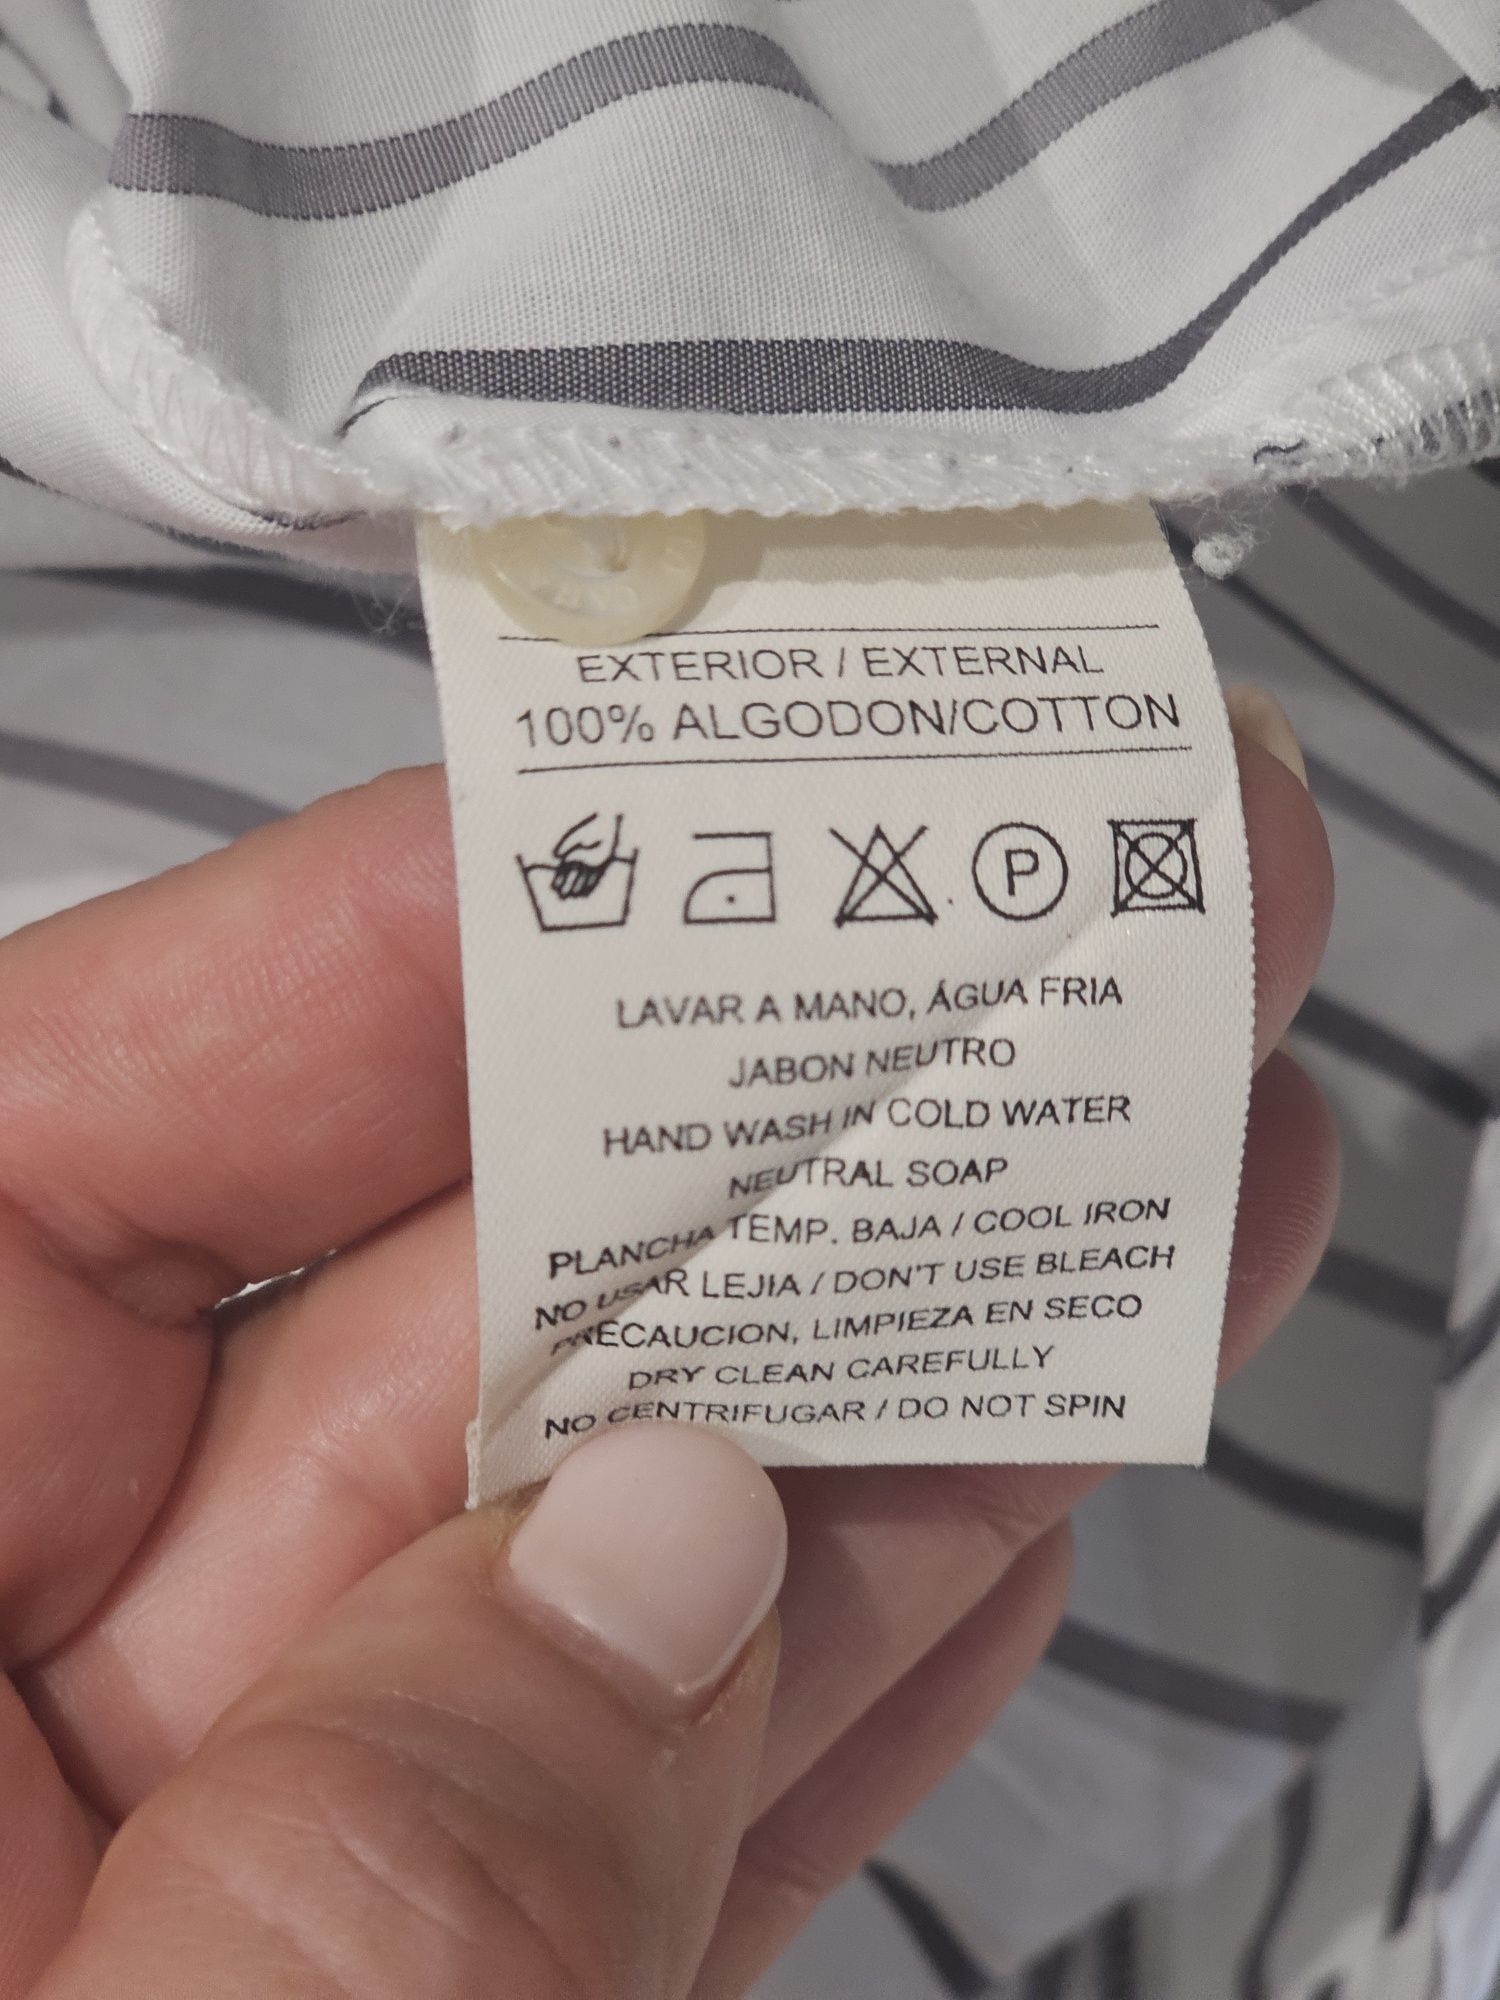 EXTERIOR / EXTERNAL
100% ALGODON/COTTON
P
LAVAR A MANO, ÁGUA FRIA
JABON NEUTRO
HAND WASH IN COLD WATER
NEUTRAL SOAP
PLANCHA TEMP. BAJA / COOL IRON
NO USAR LEJIA / DON'T USE BLEACH
PRECAUCION, LIMPIEZA EN SECO
DRY CLEAN CAREFULLY
NO CENTRIFUGAR / DO NOT SPIN